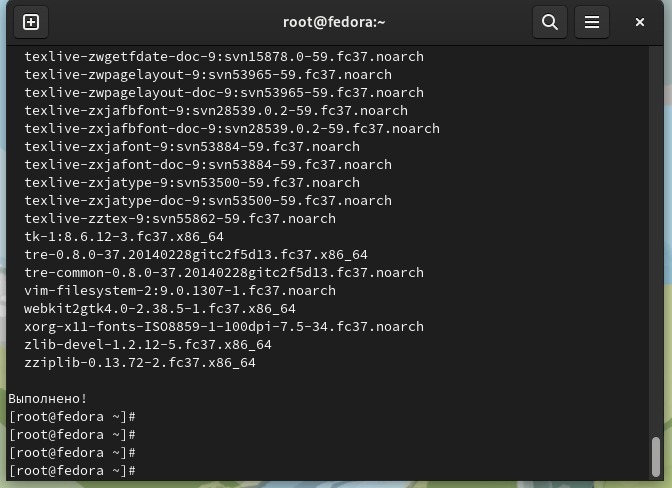 root@fedora:~
texlive-zwgetfdate-doc-9:svn15878.0-59.fc37.noarch
texlive-zwpagelayout-9:svn53965-59.fc37.noarch
texlive-zwpagelayout-doc-9:svn53965-59.fc37.noarch
texlive-zxjafbfont-9:svn28539.0.2-59.fc37.noarch
texlive-zxjafbfont-doc-9:svn28539.0.2-59.fc37.noarch
texlive-zxjafont-9:svn53884-59.fc37.noarch
texlive-zxjafont-doc-9:svn53884-59.fc37.noarch
texlive-zxjatype-9:svn53500-59.fc37.noarch
texlive-zxjatype-doc-9:svn53500-59.fc37.noarch
texlive-zztex-9:svn55862-59.fc37.noarch
tk-1:8.6.12-3.fc37.x86_64
tre-0.8.0-37.20140228gitc2f5d13.fc37.x86_64
tre-common-0.8.0-37.20140228gitc2f5d13.fc37.noarch
vim-filesystem-2:9.0.1307-1.fc37.noarch
webkit2gtk4.0-2.38.5-1.fc37.x86_64
xorg-x11-fonts-ISO8859-1-100dpi-7.5-34.fc37.noarch
zlib-devel-1.2.12-5.fc37.x86_64
zziplib-0.13.72-2.fc37.x86_64
Выполнено!
[root@fedora ~]#
[root@fedora ~]#
[root@fedora ~]#
[root@fedora ~]#